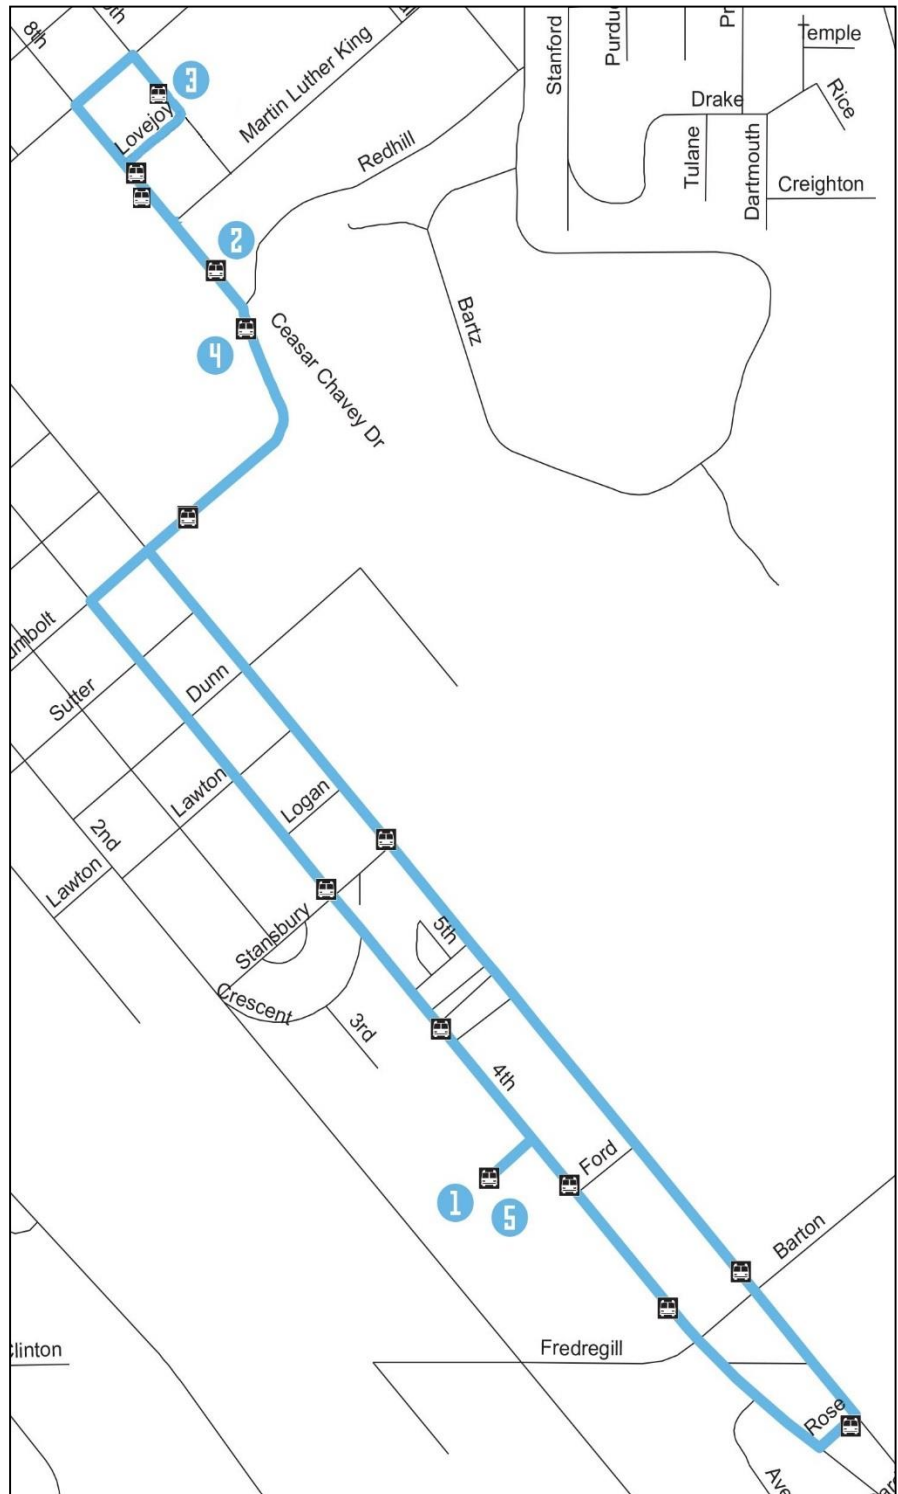 8th
Stanford
Temple
Martin Luther King
3
Drake
Rice
Lovejoy
Redhill
Tulane
Dartmouth
Creighton
2
Bartz
4
Ceasar Chavey Dr
Sutter
Dunn
Lawton
Logan
2nd
Lawton
Stansbury
5th
Crescent
3rd
4th
Ford
1
5
Barton
Fredregill
Rose